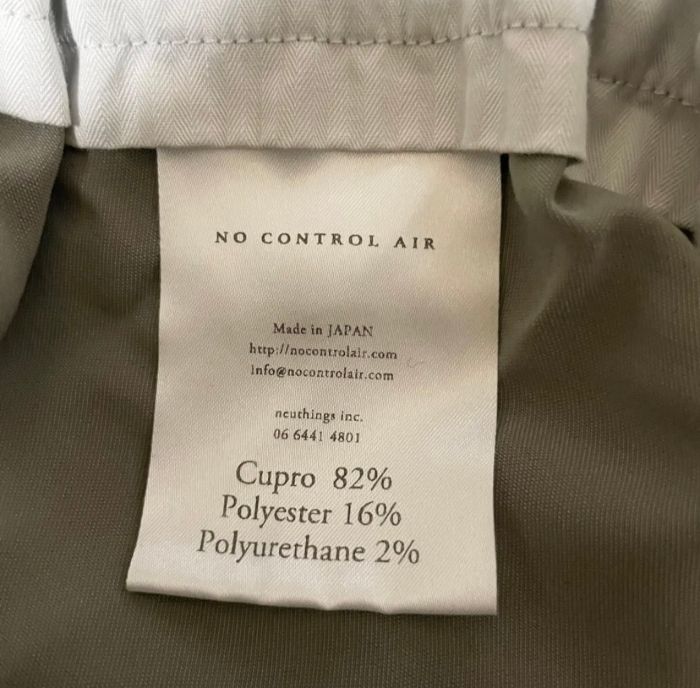 NO CONTROL AIR
Made in JAPAN
http://nocontrolair.com
info@nocontrolair.com
neuthings inc.
06 6441 4801
Cupro 82%
Polyester 16%
Polyurethane 2%